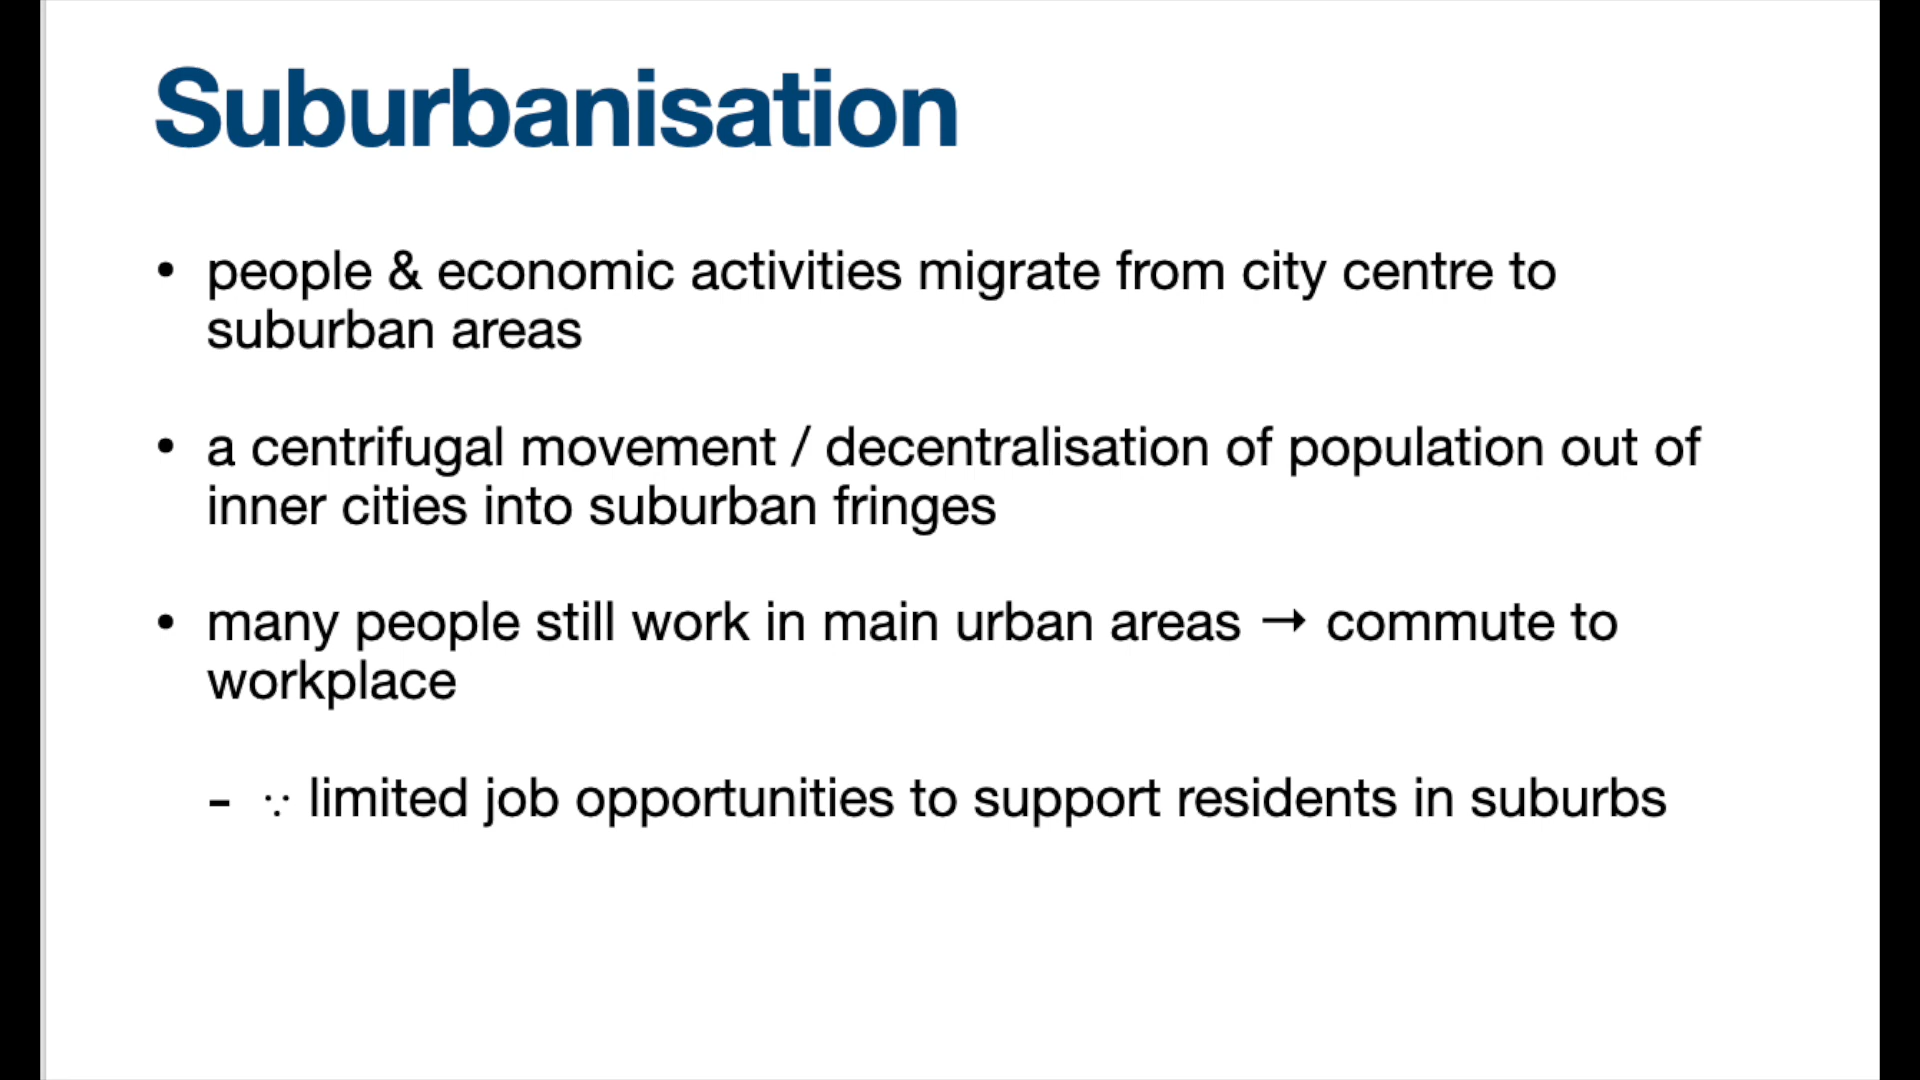 Suburbanisation
• people & economic activities migrate from city centre to
suburban areas
• a centrifugal movement / decentralisation of population out of
inner cities into suburban fringes
• many people still work in main urban areas → commute to
workplace
- ∵ limited job opportunities to support residents in suburbs